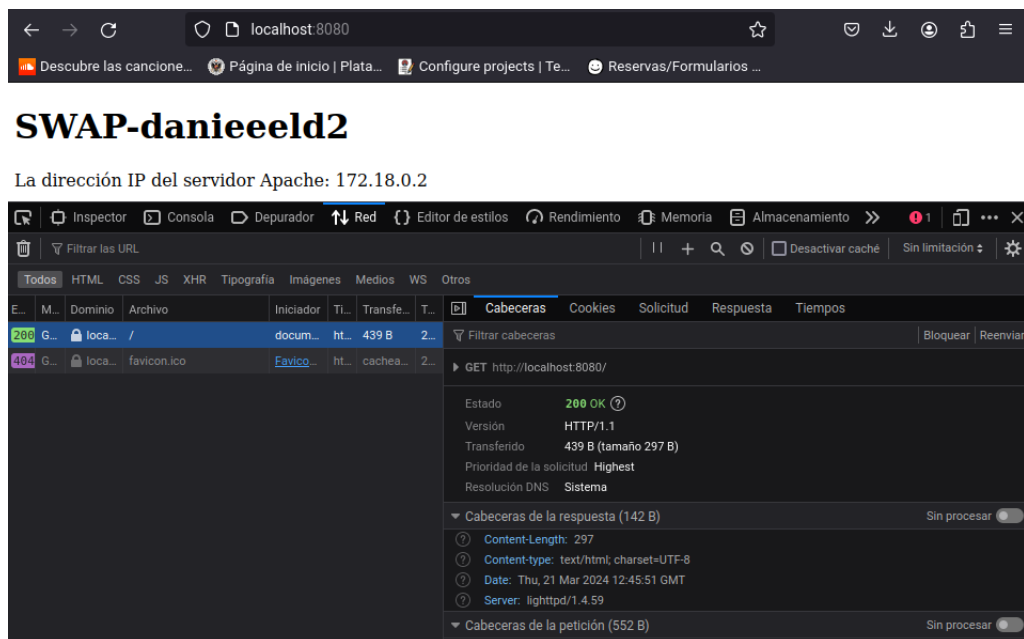 localhost:8080
Descubre las cancione... Página de inicio | Plata... Configure projects | Te... Reservas/Formularios ...
SWAP-danieeeld2
La dirección IP del servidor Apache: 172.18.0.2
Inspector Consola Depurador Red Editor de estilos Rendimiento Memoria Almacenamiento 1
Filtrar las URL Desactivar caché Sin limitación
Todos HTML CSS JS XHR Tipografía Imágenes Medios WS Otros
E... M... Dominio Archivo Iniciador Ti... Transfe... T... Cabeceras Cookies Solicitud Respuesta Tiempos
200 G... loca... / docum... ht... 439 B 2... Filtrar cabeceras Bloquear Reenviar
404 G... loca... favicon.ico Favico... ht... cachea... 2...
GET http://localhost:8080/
Estado 200 OK ?
Versión HTTP/1.1
Transferido 439 B (tamaño 297 B)
Prioridad de la solicitud Highest
Resolución DNS Sistema
Cabeceras de la respuesta (142 B) Sin procesar
? Content-Length: 297
? Content-type: text/html; charset=UTF-8
? Date: Thu, 21 Mar 2024 12:45:51 GMT
? Server: lighttpd/1.4.59
Cabeceras de la petición (552 B) Sin procesar